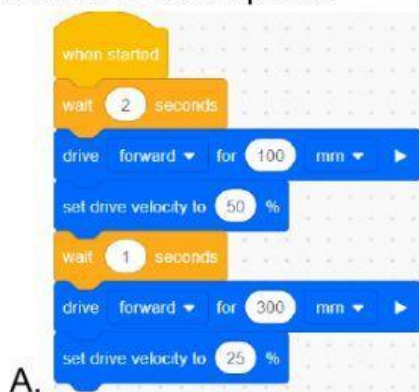 when started
wait 2 seconds
drive forward for 100 mm
set drive velocity to 50 %
wait 1 seconds
drive forward for 300 mm
set drive velocity to 25 %
A.